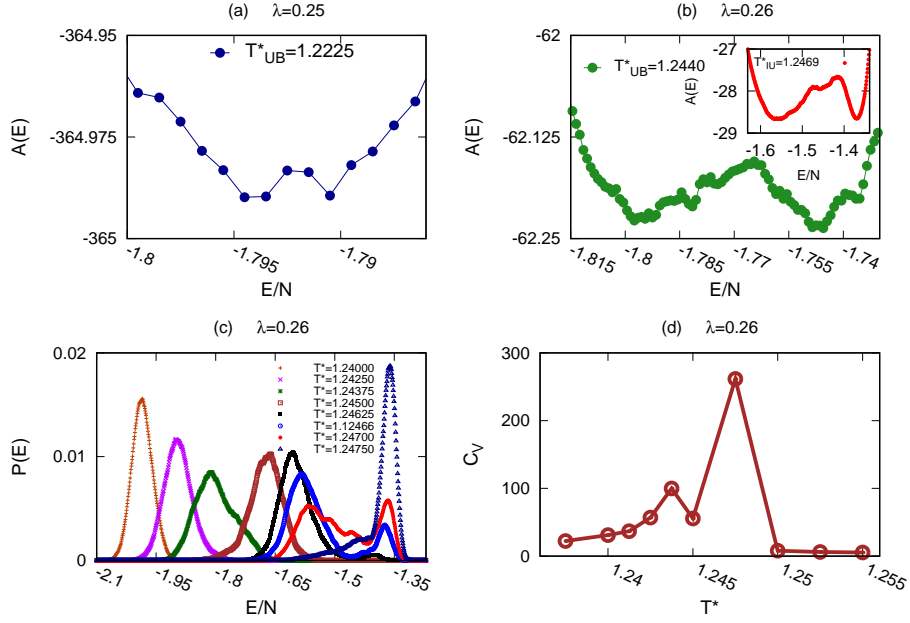 (a) λ=0.25
-364.95
-364.975
-365
A(E)
T*UB=1.2225
-1.8
-1.795
-1.79
E/N
(b) λ=0.26
-62
-62.125
-62.25
A(E)
T*UB=1.2440
-27
-28
-29
A(E)
T*IU=1.2469
-1.6
-1.5
-1.4
E/N
-1.815
-1.8
-1.785
-1.77
-1.755
-1.74
E/N
(c) λ=0.26
0.02
0.01
0
P(E)
T*=1.24000
T*=1.24250
T*=1.24375
T*=1.24500
T*=1.24625
T*=1.12466
T*=1.24700
T*=1.24750
-2.1
-1.95
-1.8
-1.65
-1.5
-1.35
E/N
(d) λ=0.26
300
200
100
0
CV
1.24
1.245
1.25
1.255
T*